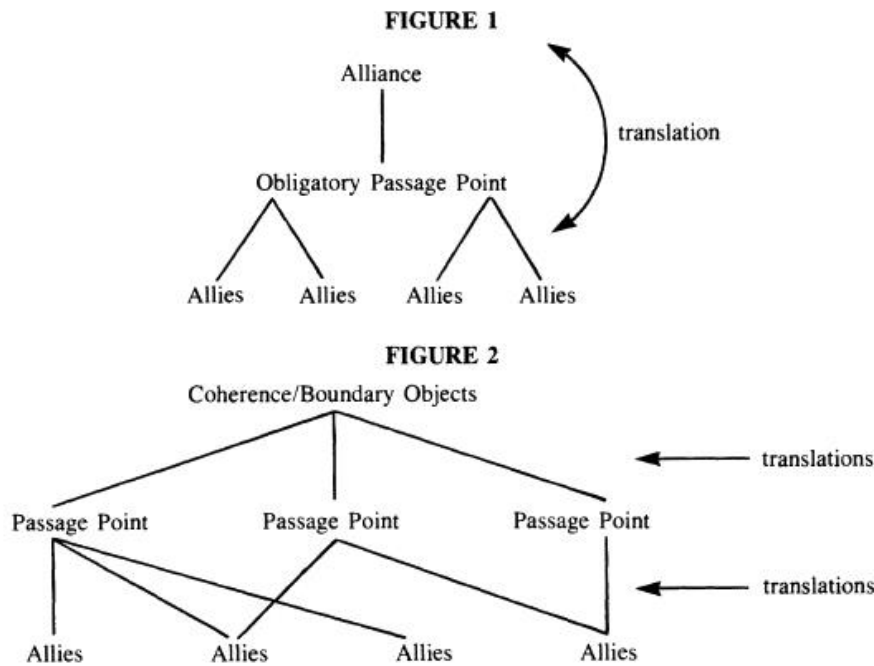 FIGURE 1
Alliance
translation
Obligatory Passage Point
Allies Allies Allies Allies
FIGURE 2
Coherence/Boundary Objects
translations
Passage Point Passage Point Passage Point
translations
Allies Allies Allies Allies